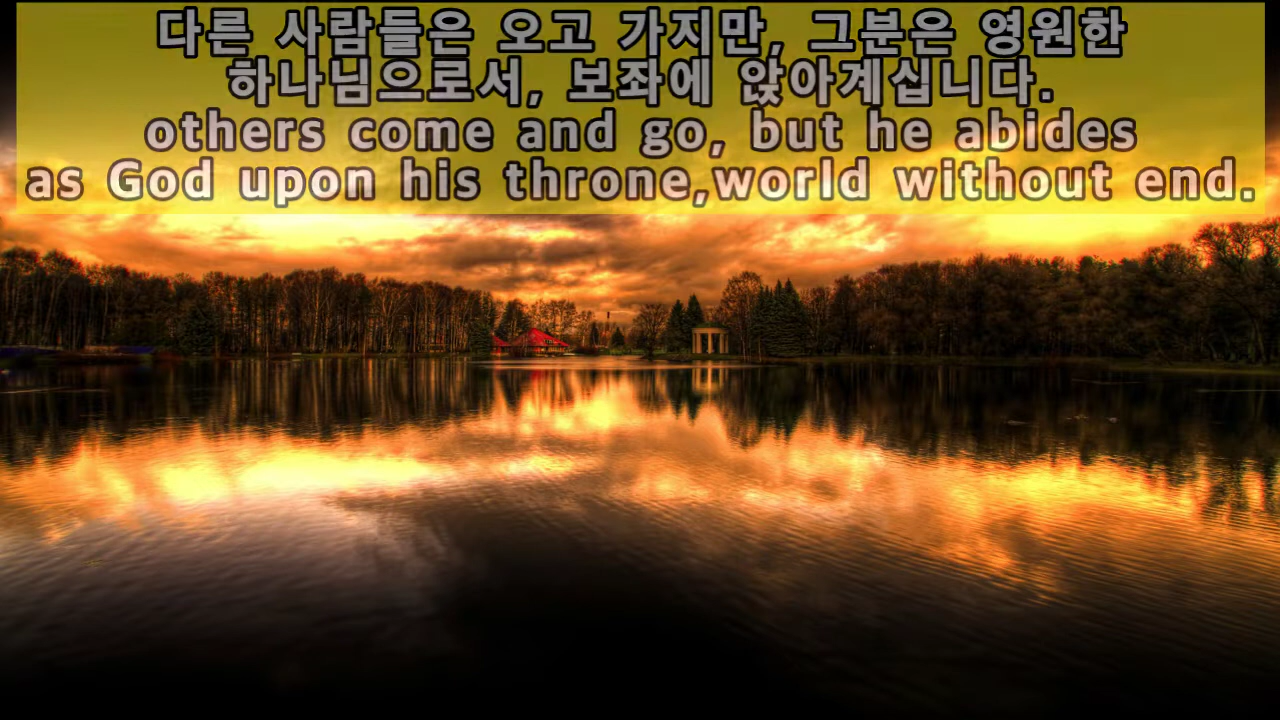 다른 사람들은 오고 가지만, 그분은 영원한
하나님으로서, 보좌에 앉아계십니다.
others come and go, but he abides
as God upon his throne,world without end.